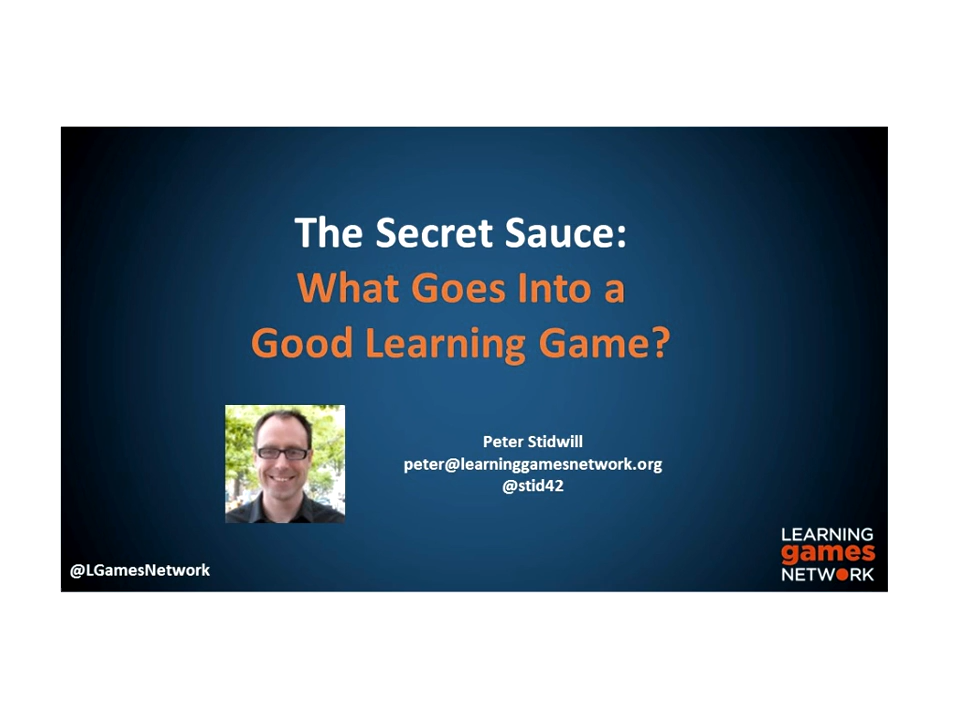 The Secret Sauce:
What Goes Into a
Good Learning Game?
Peter Stidwill
peter@learninggamesnetwork.org
@stid42
@LGamesNetwork
LEARNING
games
NETWORK